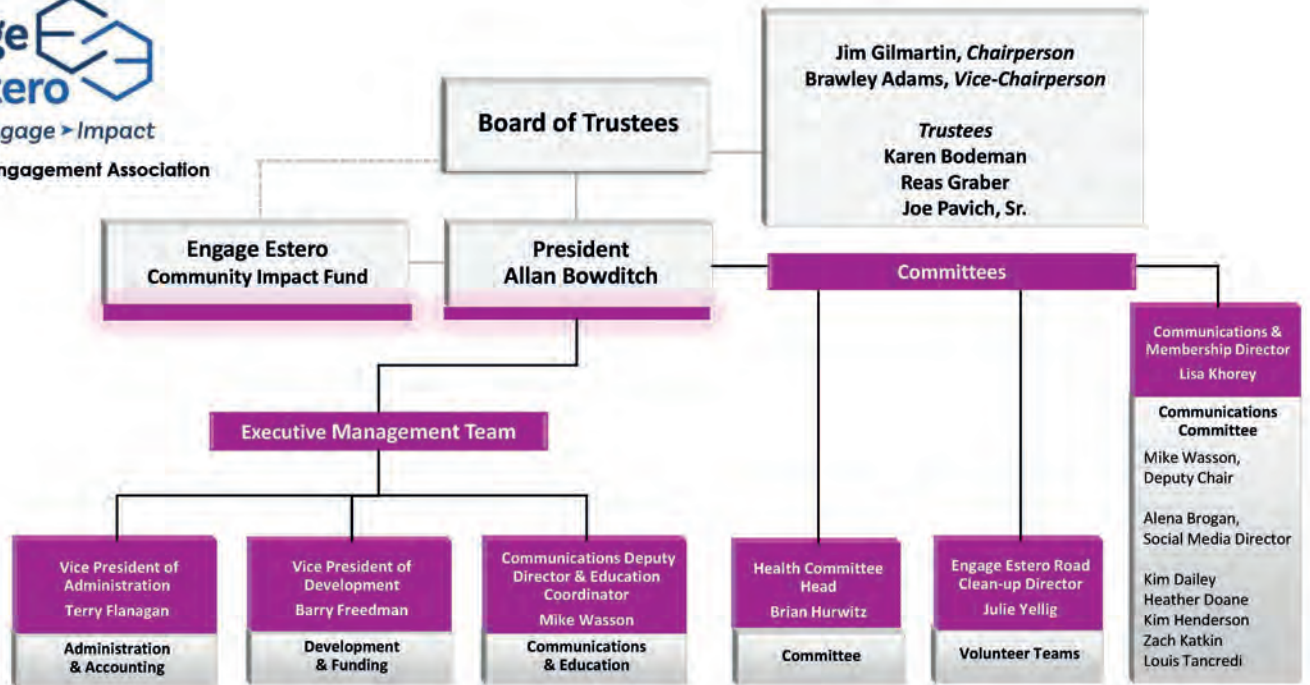 ge
tero
ngage ➤ Impact
ngagement Association
Board of Trustees
Jim Gilmartin, Chairperson
Brawley Adams, Vice-Chairperson
Trustees
Karen Bodeman
Reas Graber
Joe Pavich, Sr.
Engage Estero
Community Impact Fund
President
Allan Bowditch
Committees
Executive Management Team
Vice President of
Administration
Terry Flanagan
Administration
& Accounting
Vice President of
Development
Barry Freedman
Development
& Funding
Communications Deputy
Director & Education
Coordinator
Mike Wasson
Communications
& Education
Health Committee
Head
Brian Hurwitz
Committee
Engage Estero Road
Clean-up Director
Julie Yellig
Volunteer Teams
Communications &
Membership Director
Lisa Khorey
Communications
Committee
Mike Wasson,
Deputy Chair
Alena Brogan,
Social Media Director
Kim Dailey
Heather Doane
Kim Henderson
Zach Katkin
Louis Tancredi